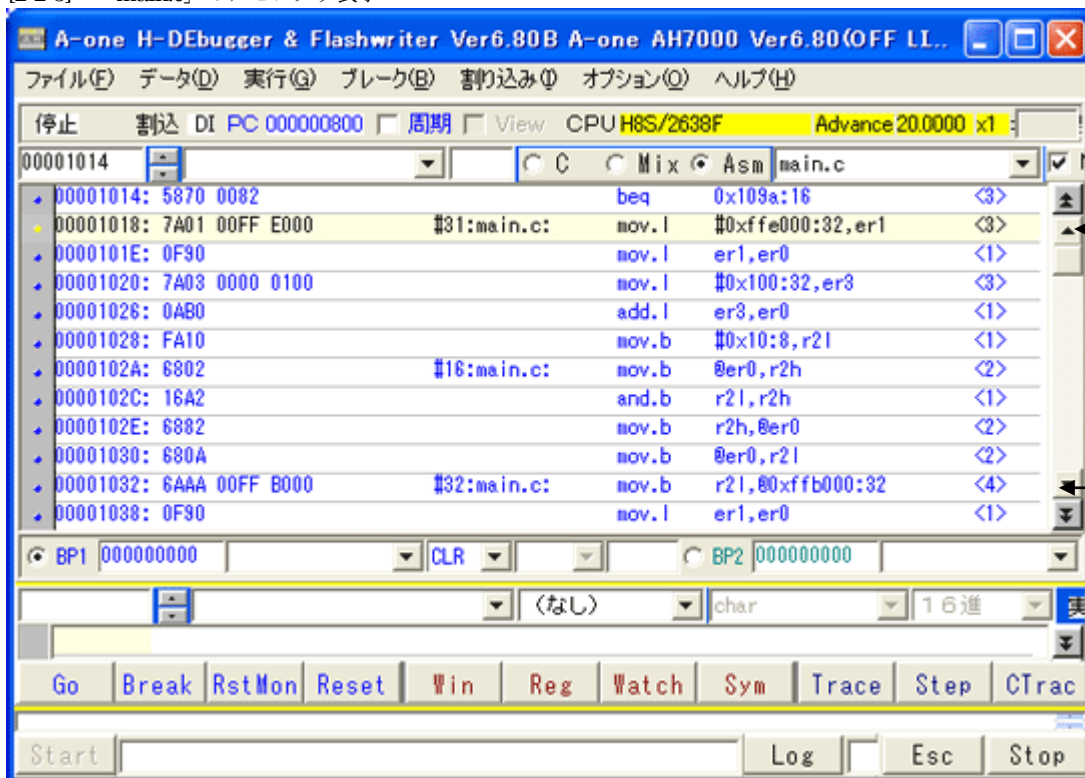 A-one H-DEbugger & Flashwriter Ver6.80B A-one AH7000 Ver6.80(OFF LI..
ファイル(F) データ(D) 実行(G) ブレーク(B) 割り込み(I) オプション(O) ヘルプ(H)
停止 割込 DI PC 000000800 周期 View CPU H8S/2638F Advance 20.0000 x1
00001014 C Mix Asm main.c
00001014: 5870 0082 beq 0x109a:16 <3>
00001018: 7A01 00FF E000 #31:main.c: mov.l #0xffe000:32,er1 <3>
0000101E: 0F90 mov.l er1,er0 <1>
00001020: 7A03 0000 0100 mov.l #0x100:32,er3 <3>
00001026: 0AB0 add.l er3,er0 <1>
00001028: FA10 mov.b #0x10:8,r2l <1>
0000102A: 6802 #16:main.c: mov.b @er0,r2h <2>
0000102C: 16A2 and.b r2l,r2h <1>
0000102E: 6882 mov.b r2h,@er0 <2>
00001030: 680A mov.b @er0,r2l <2>
00001032: 6AAA 00FF B000 #32:main.c: mov.b r2l,@0xffb000:32 <4>
00001038: 0F90 mov.l er1,er0 <1>
BP1 000000000 CLR BP2 000000000
(なし) char 16進 実
Go Break RstMon Reset Win Reg Watch Sym Trace Step CTrac
Start Log Esc Stop